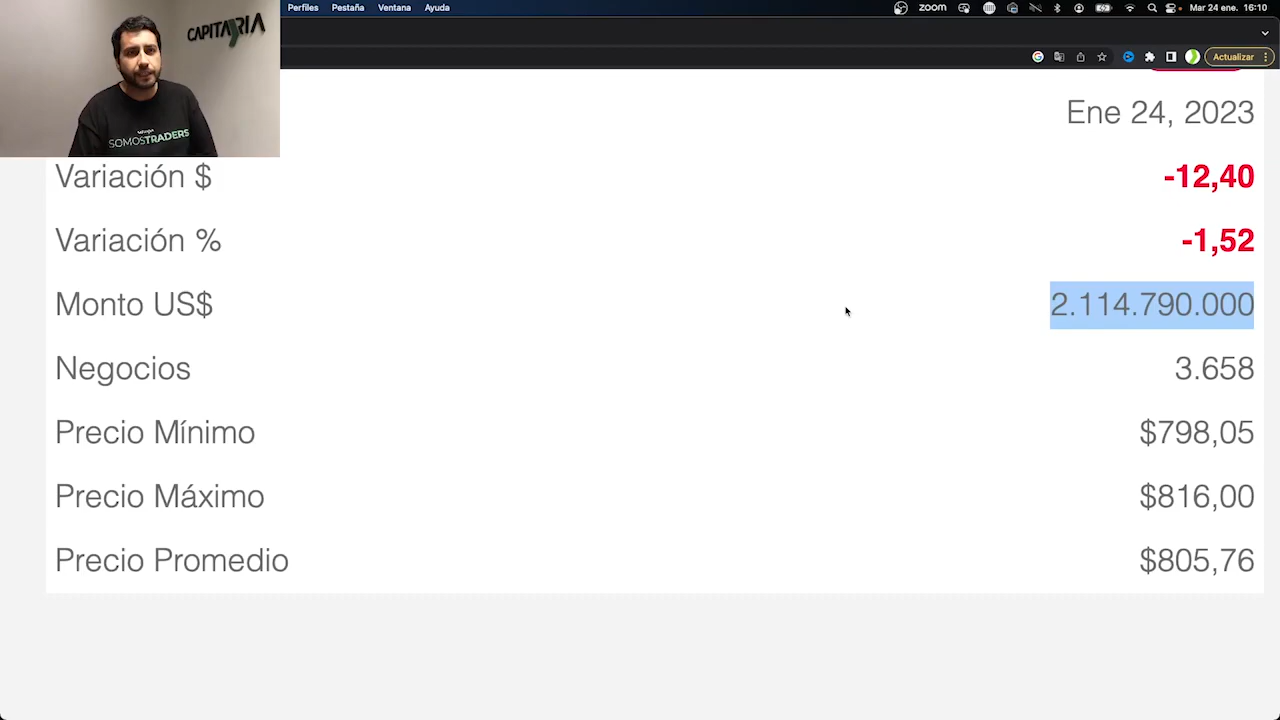 Perfiles Pestaña Ventana Ayuda
zoom
Mar 24 ene. 16:10
CAPITARIA
Actualizar
SOMOSTRADERS
Ene 24, 2023
Variación $ -12,40
Variación % -1,52
Monto US$ 2.114.790.000
Negocios 3.658
Precio Mínimo $798,05
Precio Máximo $816,00
Precio Promedio $805,76